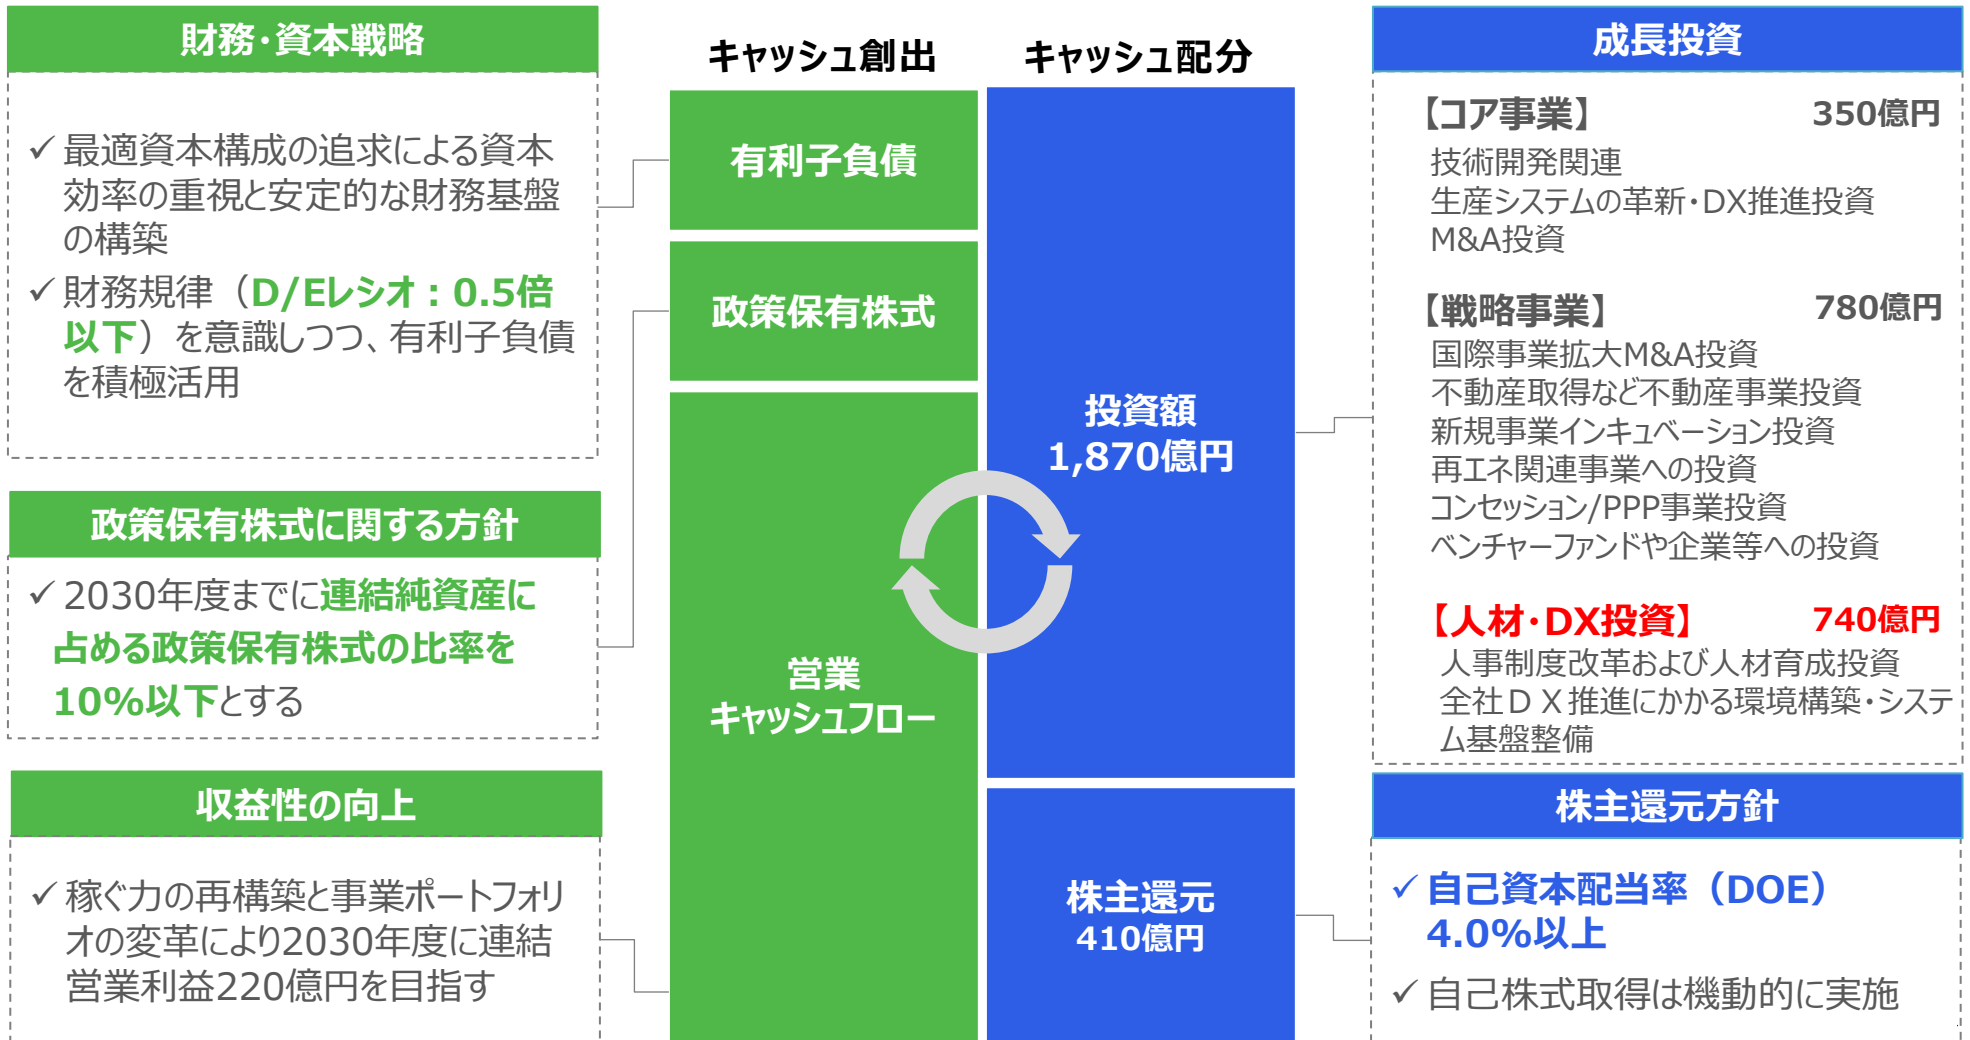 財務・資本戦略
✓ 最適資本構成の追求による資本
効率の重視と安定的な財務基盤
の構築
✓ 財務規律（D/Eレシオ：0.5倍
以下）を意識しつつ、有利子負債
を積極活用
政策保有株式に関する方針
✓ 2030年度までに連結純資産に
占める政策保有株式の比率を
10%以下とする
収益性の向上
✓ 稼ぐ力の再構築と事業ポートフォリ
オの変革により2030年度に連結
営業利益220億円を目指す
キャッシュ創出
有利子負債
政策保有株式
営業
キャッシュフロー
キャッシュ配分
投資額
1,870億円
株主還元
410億円
成長投資
【コア事業】 350億円
技術開発関連
生産システムの革新・DX推進投資
M&A投資
【戦略事業】 780億円
国際事業拡大M&A投資
不動産取得など不動産事業投資
新規事業インキュベーション投資
再エネ関連事業への投資
コンセッション/PPP事業投資
ベンチャーファンドや企業等への投資
【人材・DX投資】 740億円
人事制度改革および人材育成投資
全社ＤＸ推進にかかる環境構築・システ
ム基盤整備
株主還元方針
✓ 自己資本配当率（DOE）
4.0%以上
✓ 自己株式取得は機動的に実施